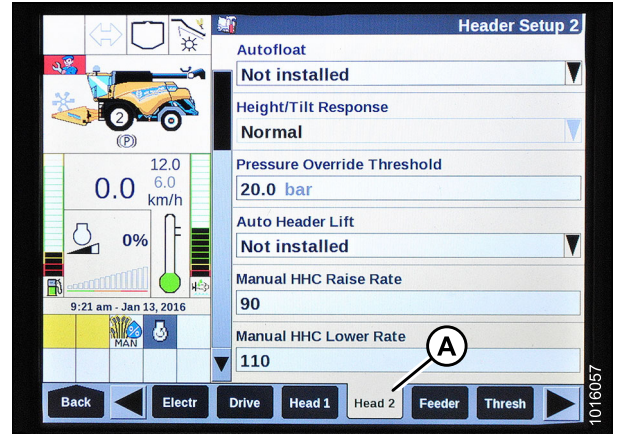 Header Setup 2
Autofloat
Not installed
Height/Tilt Response
Normal
Pressure Override Threshold
20.0 bar
Auto Header Lift
Not installed
Manual HHC Raise Rate
90
Manual HHC Lower Rate
110
2
(P)
12.0
0.0 6.0
km/h
0%
9:21 am - Jan 13, 2016
MAN
A
Back Electr Drive Head 1 Head 2 Feeder Thresh
1016057